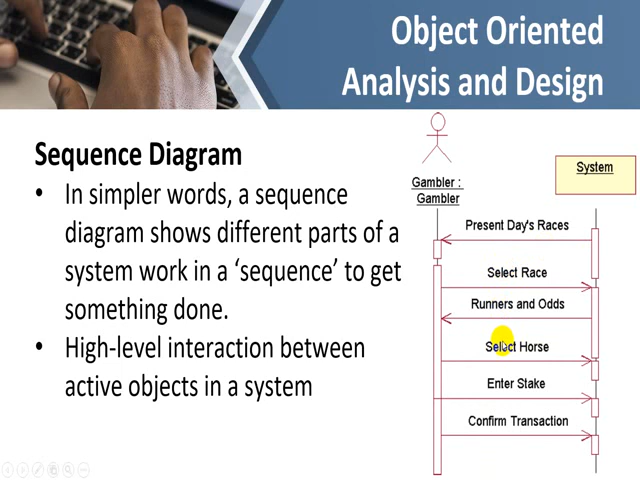 Object Oriented
Analysis and Design
Sequence Diagram
• In simpler words, a sequence
diagram shows different parts of a
system work in a ‘sequence’ to get
something done.
• High-level interaction between
active objects in a system
Gambler :
Gambler
System
Present Day's Races
Select Race
Runners and Odds
Select Horse
Enter Stake
Confirm Transaction